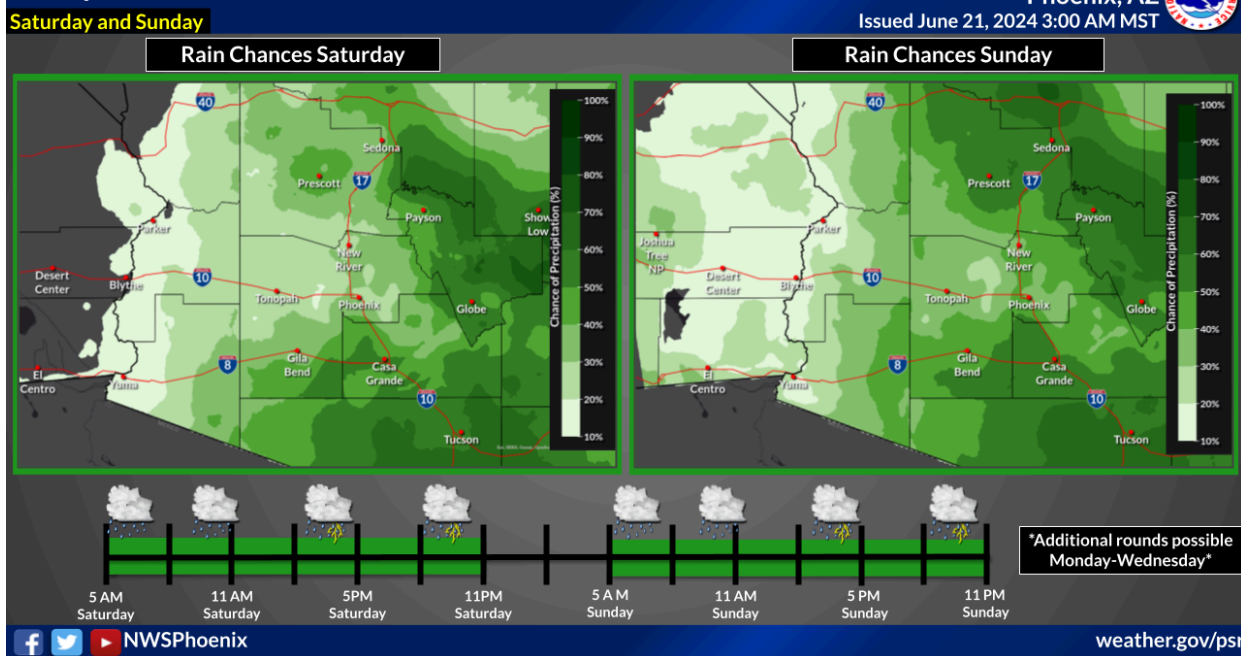 Phoenix, AZ
Saturday and Sunday
Issued June 21, 2024 3:00 AM MST
Rain Chances Saturday
Rain Chances Sunday
40
Sedona
Prescott
17
Payson
Show
Low
Parker
New
River
Desert
Center
Blythe
10
Tonopah
Phoenix
Globe
Gila
Bend
Casa
Grande
8
El
Centro
Yuma
10
Tucson
MEXICO
100%
90%
80%
70%
60%
50%
40%
30%
20%
10%
Chance of Precipitation (%)
40
Sedona
Prescott
17
Payson
Joshua
Tree
NP
Parker
New
River
Desert
Center
Blythe
10
Tonopah
Phoenix
Globe
Gila
Bend
Casa
Grande
8
El
Centro
Yuma
10
Tucson
MEXICO
100%
90%
80%
70%
60%
50%
40%
30%
20%
10%
Chance of Precipitation (%)
5 AM
Saturday
11 AM
Saturday
5PM
Saturday
11PM
Saturday
5 A M
Sunday
11 AM
Sunday
5 PM
Sunday
11 PM
Sunday
*Additional rounds possible
Monday-Wednesday*
NWSPhoenix
weather.gov/psr